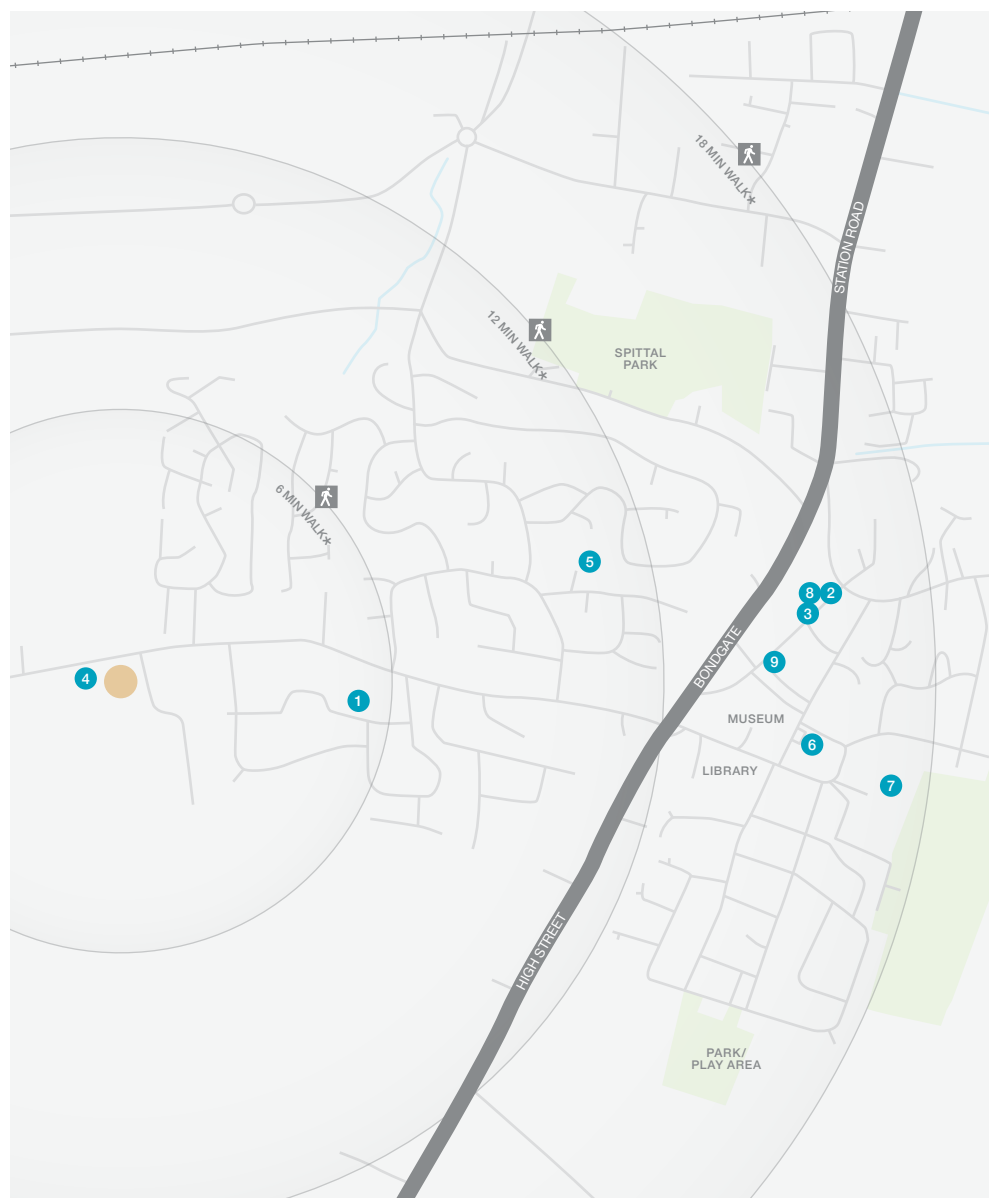 18 MIN WALK*
STATION ROAD
12 MIN WALK*
SPITTAL
PARK
6 MIN WALK*
5
8
2
3
BONDGATE
9
4
1
MUSEUM
6
LIBRARY
7
HIGH STREET
PARK/
PLAY AREA